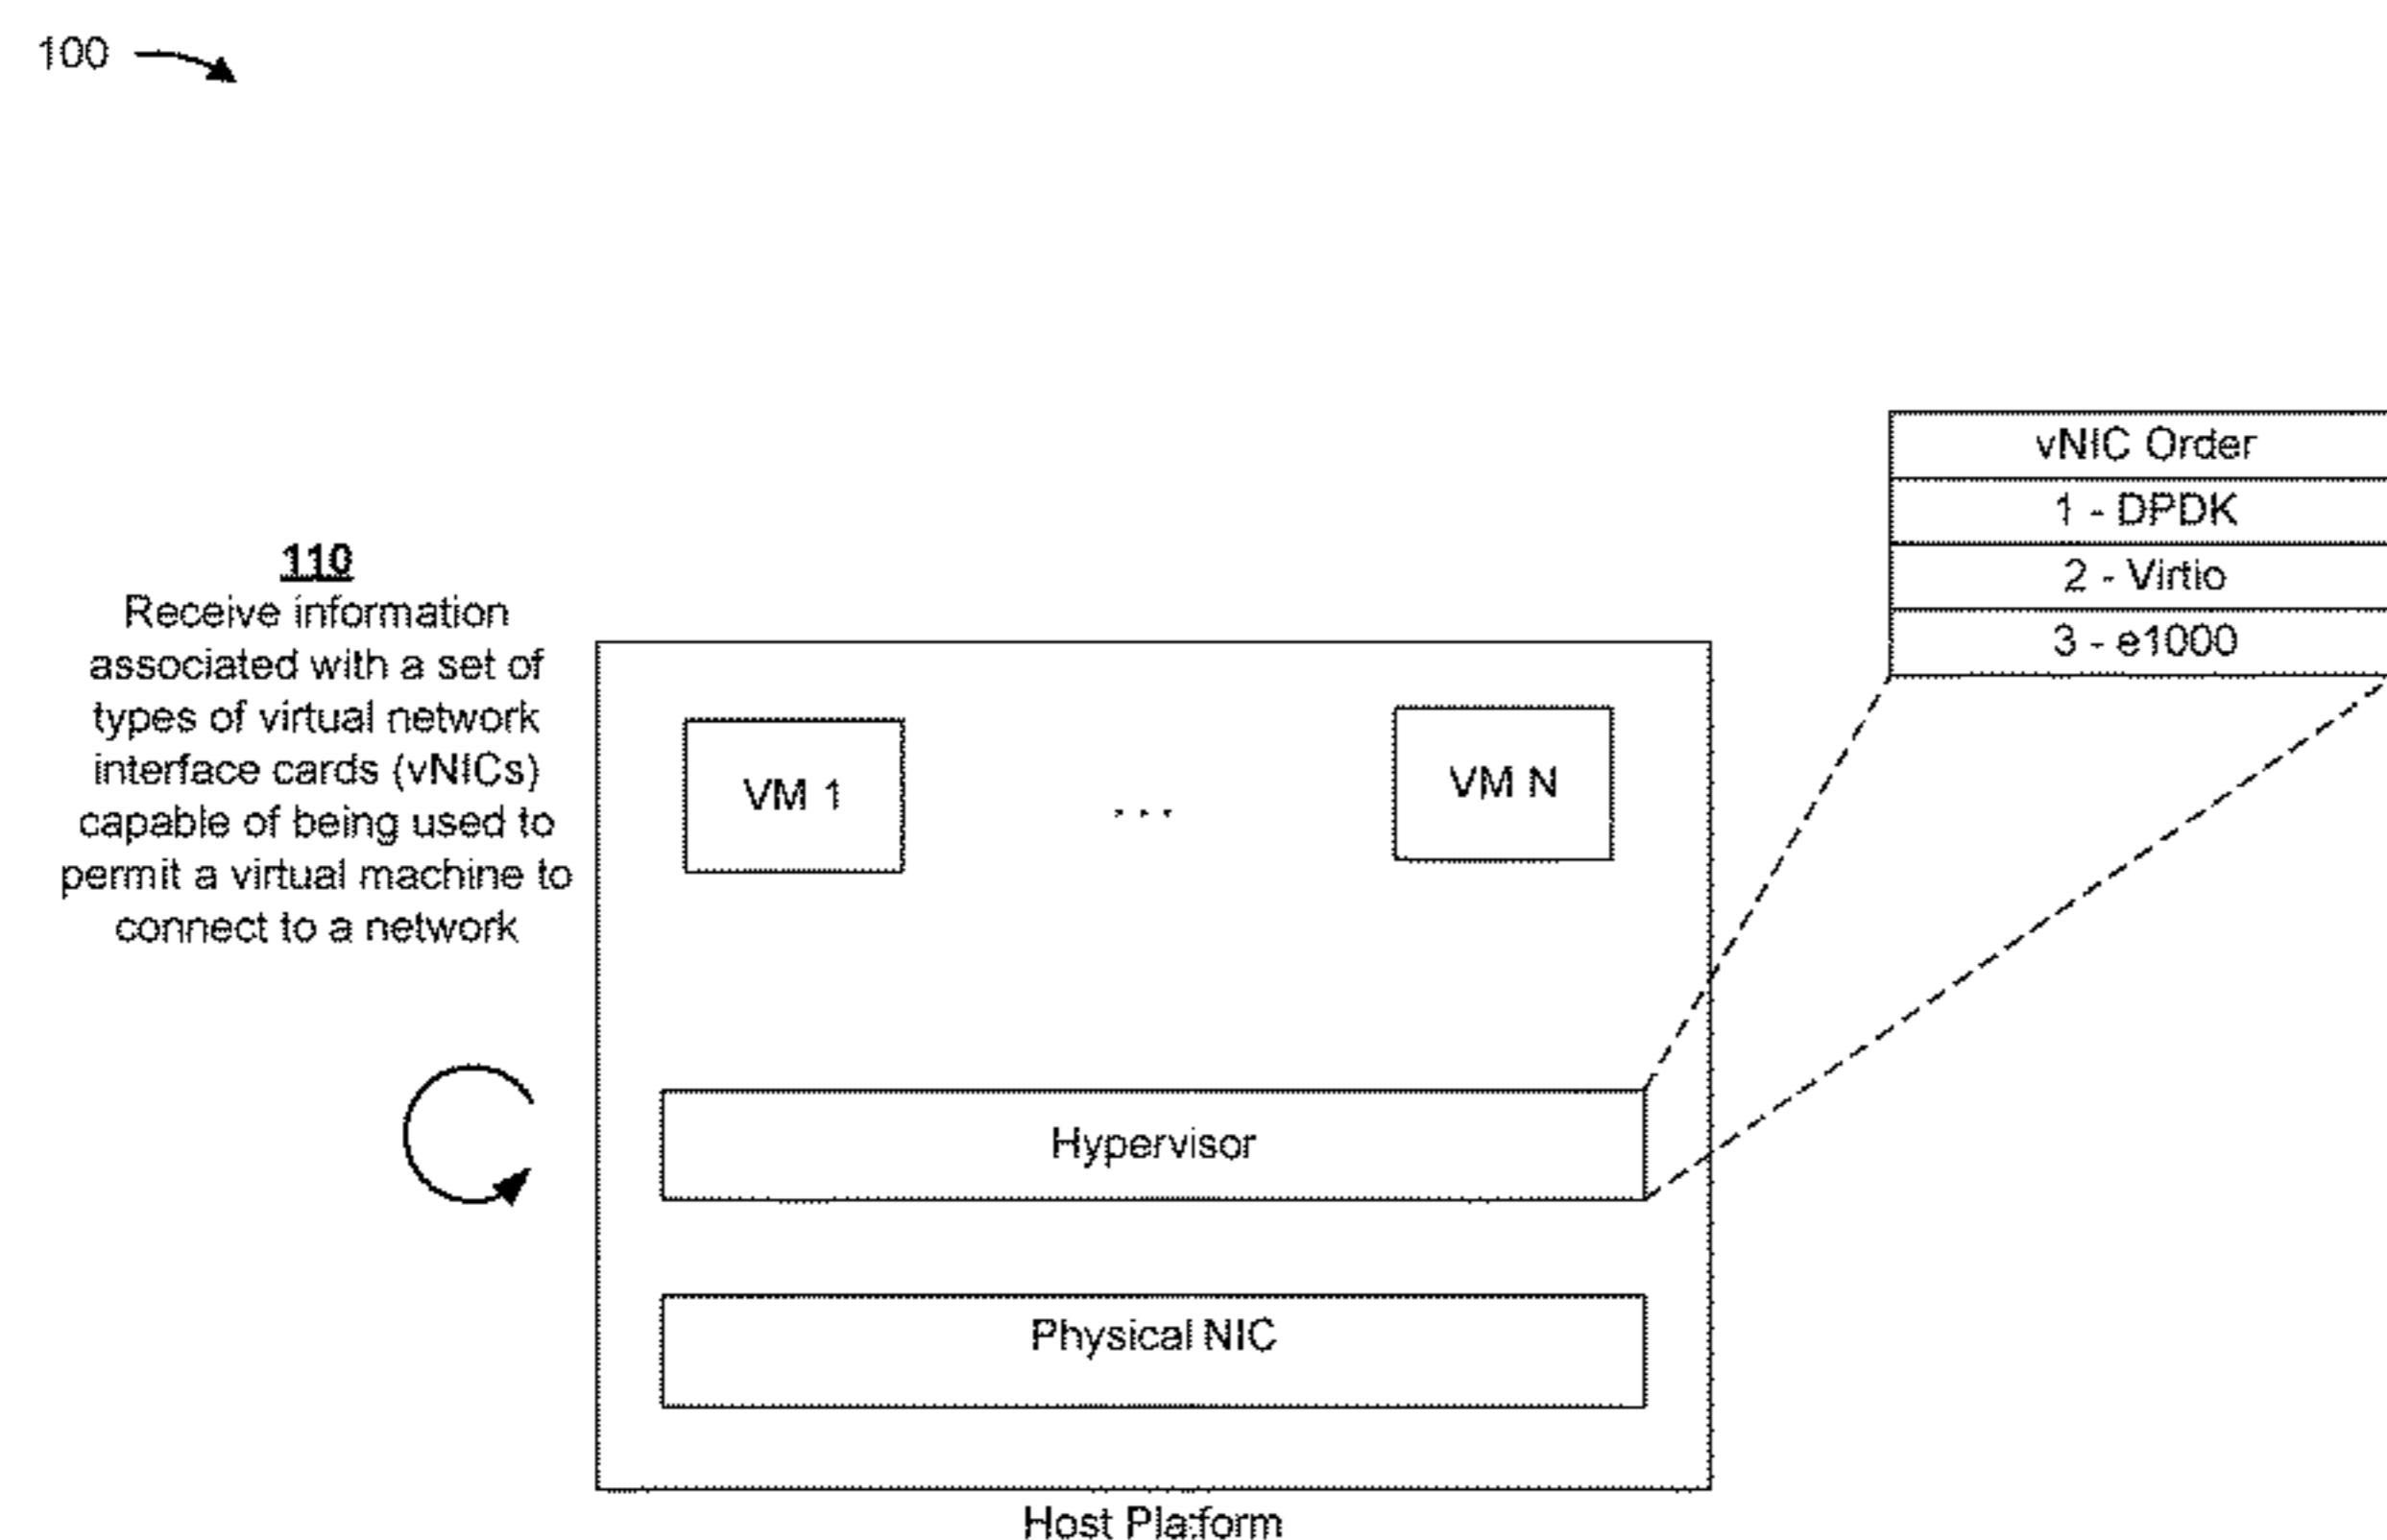 100
110
Receive information
associated with a set of
types of virtual network
interface cards (vNICs)
capable of being used to
permit a virtual machine to
connect to a network
vNIC Order
1 - DPDK
2 - Virtio
3 - e1000
VM 1
...
VM N
Hypervisor
Physical NIC
Host Platform